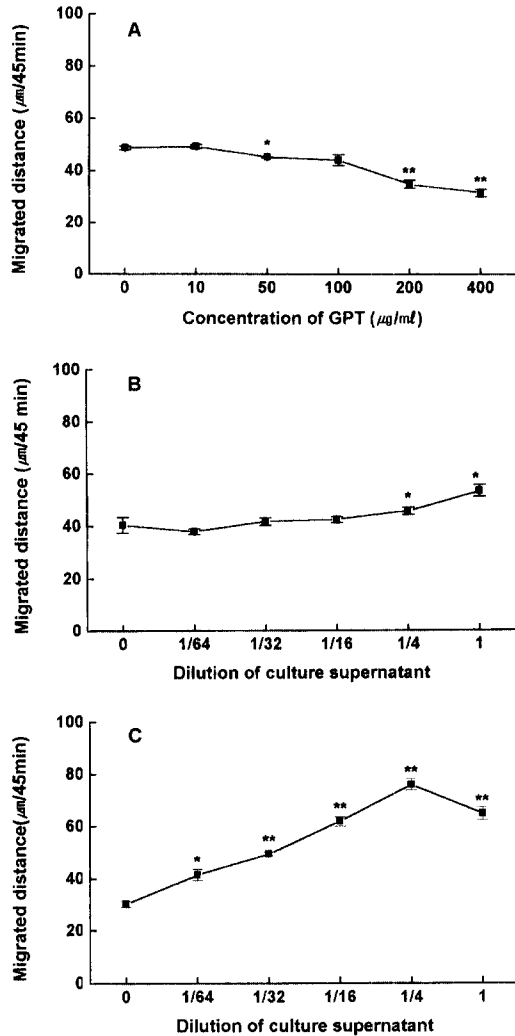 A
Migrated distance (μm/45min)
100
80
60
40
20
0
*
**
**
0 10 50 100 200 400
Concentration of GPT (μg/ml)
B
Migrated distance (μm/45 min)
100
80
60
40
20
0
*
*
0 1/64 1/32 1/16 1/4 1
Dilution of culture supernatant
C
Migrated distance(μm/45min)
100
80
60
40
20
0
*
**
**
**
**
0 1/64 1/32 1/16 1/4 1
Dilution of culture supernatant